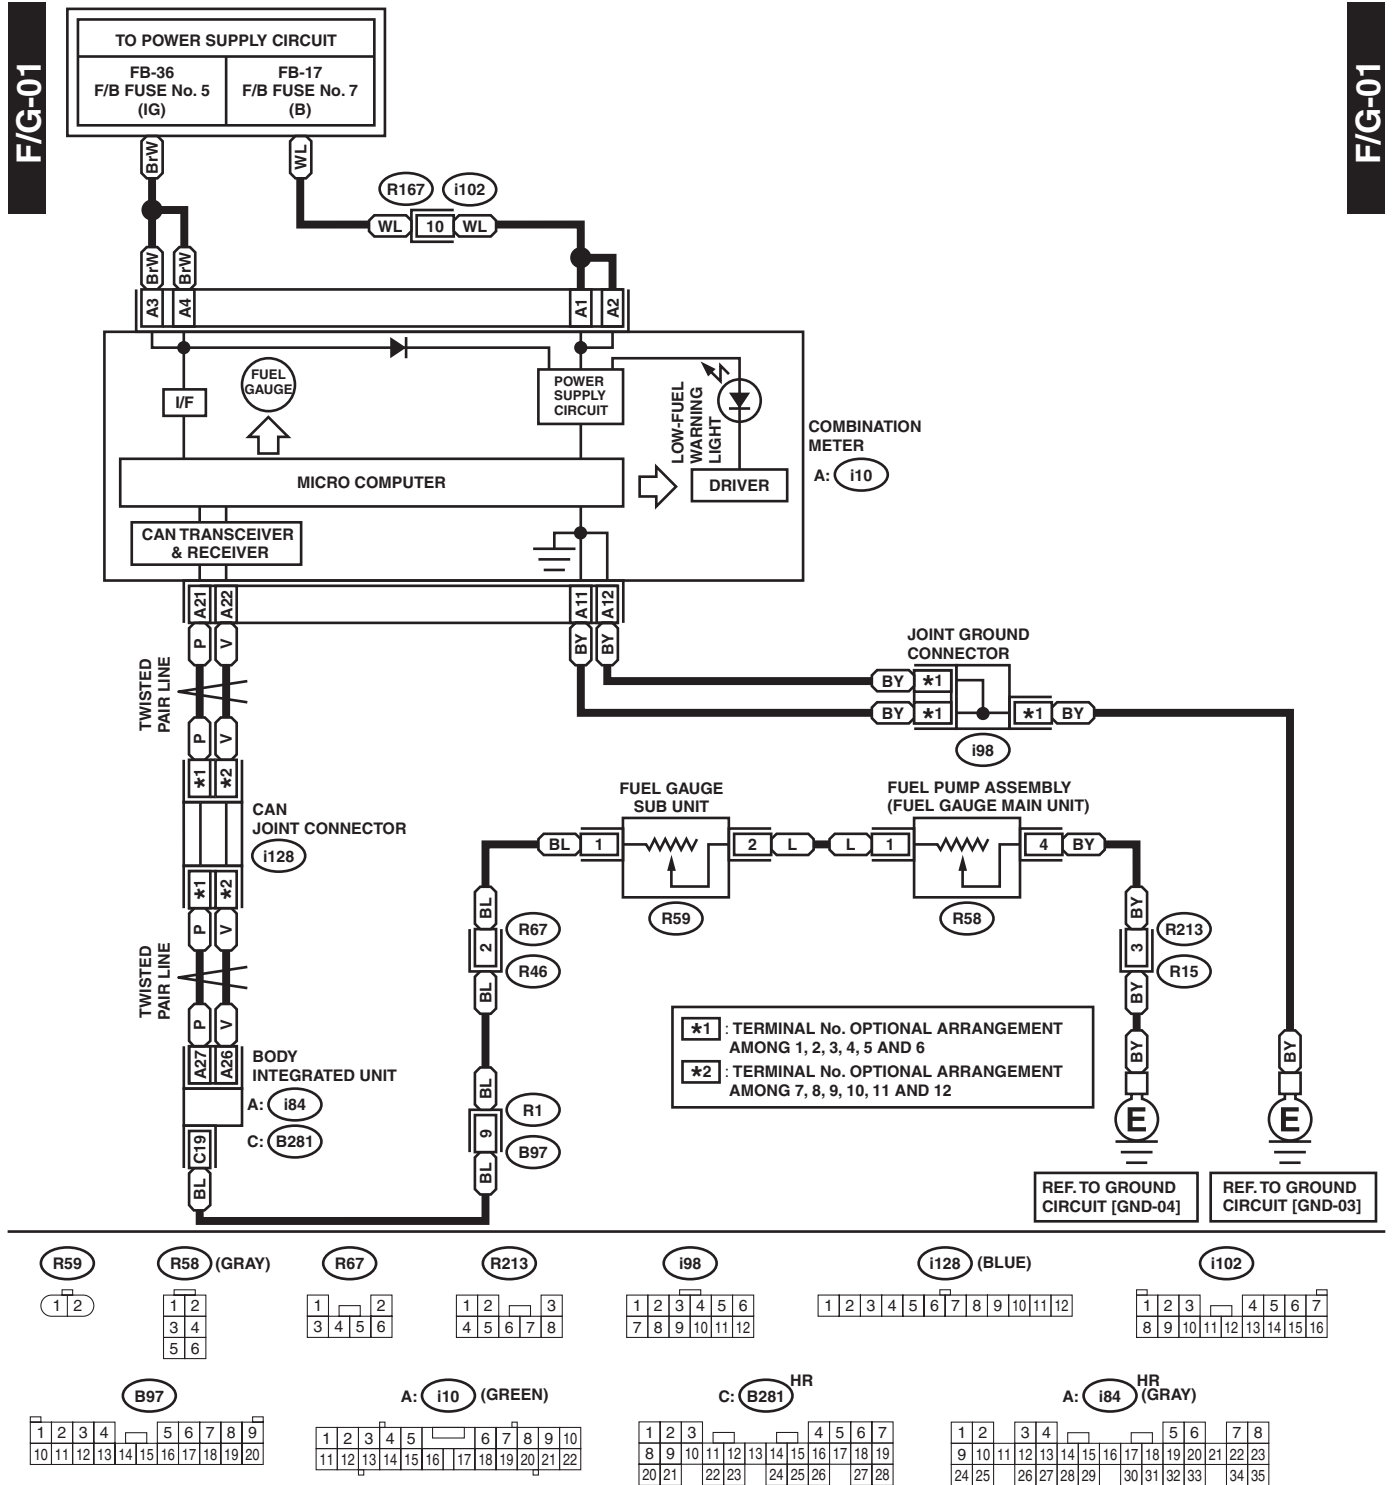 F/G-01
F/G-01
TO POWER SUPPLY CIRCUIT
FB-36
F/B FUSE No. 5
(IG)
FB-17
F/B FUSE No. 7
(B)
BrW
WL
R167
i102
WL
10
WL
BrW
BrW
A3
A4
A1
A2
FUEL
GAUGE
I/F
POWER
SUPPLY
CIRCUIT
LOW-FUEL
WARNING
LIGHT
COMBINATION
METER
A: i10
MICRO COMPUTER
DRIVER
CAN TRANSCEIVER
& RECEIVER
A21
A22
A11
A12
P
V
BY
BY
TWISTED
PAIR LINE
JOINT GROUND
CONNECTOR
BY
*1
BY
*1
*1
BY
i98
P
V
*1
*2
CAN
JOINT CONNECTOR
i128
*1
*2
P
V
TWISTED
PAIR LINE
P
V
A27
A26
BODY
INTEGRATED UNIT
A: i84
C: B281
C19
BL
FUEL GAUGE
SUB UNIT
BL
1
2
L
R59
FUEL PUMP ASSEMBLY
(FUEL GAUGE MAIN UNIT)
L
1
4
BY
R58
BL
2
R67
R46
BL
BL
9
R1
B97
BL
BY
3
R213
R15
BY
BY
BY
*1 : TERMINAL No. OPTIONAL ARRANGEMENT
AMONG 1, 2, 3, 4, 5 AND 6
*2 : TERMINAL No. OPTIONAL ARRANGEMENT
AMONG 7, 8, 9, 10, 11 AND 12
E
E
REF. TO GROUND
CIRCUIT [GND-04]
REF. TO GROUND
CIRCUIT [GND-03]
R59
1 2
R58 (GRAY)
1 2
3 4
5 6
R67
1 2
3 4 5 6
R213
1 2 3
4 5 6 7 8
i98
1 2 3 4 5 6
7 8 9 10 11 12
i128 (BLUE)
1 2 3 4 5 6 7 8 9 10 11 12
i102
1 2 3 4 5 6 7
8 9 10 11 12 13 14 15 16
B97
1 2 3 4 5 6 7 8 9
10 11 12 13 14 15 16 17 18 19 20
A: i10 (GREEN)
1 2 3 4 5 6 7 8 9 10
11 12 13 14 15 16 17 18 19 20 21 22
C: B281 HR
1 2 3 4 5 6 7
8 9 10 11 12 13 14 15 16 17 18 19
20 21 22 23 24 25 26 27 28
A: i84 HR
(GRAY)
1 2 3 4 5 6 7 8
9 10 11 12 13 14 15 16 17 18 19 20 21 22 23
24 25 26 27 28 29 30 31 32 33 34 35